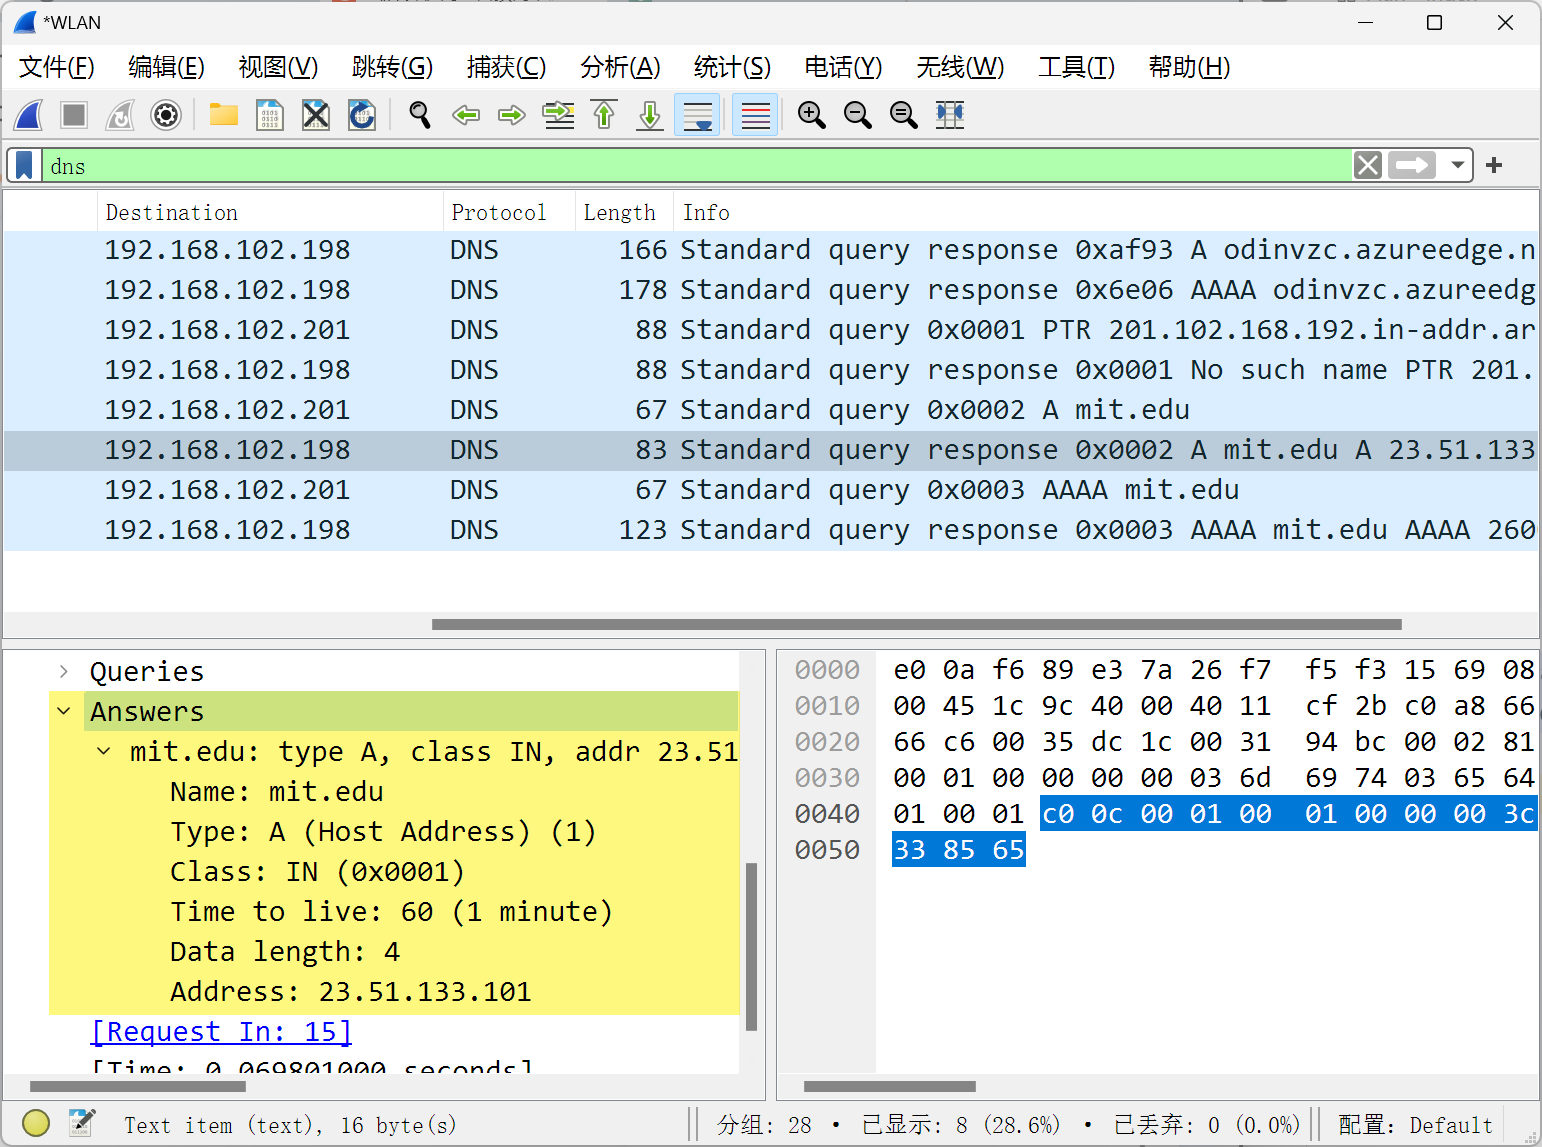 *WLAN
文件(F) 编辑(E) 视图(V) 跳转(G) 捕获(C) 分析(A) 统计(S) 电话(Y) 无线(W) 工具(T) 帮助(H)
dns
Destination Protocol Length Info
192.168.102.198 DNS 166 Standard query response 0xaf93 A odinvzc.azureedge.n
192.168.102.198 DNS 178 Standard query response 0x6e06 AAAA odinvzc.azureedg
192.168.102.201 DNS 88 Standard query 0x0001 PTR 201.102.168.192.in-addr.ar
192.168.102.198 DNS 88 Standard query response 0x0001 No such name PTR 201.
192.168.102.201 DNS 67 Standard query 0x0002 A mit.edu
192.168.102.198 DNS 83 Standard query response 0x0002 A mit.edu A 23.51.133
192.168.102.201 DNS 67 Standard query 0x0003 AAAA mit.edu
192.168.102.198 DNS 123 Standard query response 0x0003 AAAA mit.edu AAAA 260
Queries
Answers
mit.edu: type A, class IN, addr 23.51
Name: mit.edu
Type: A (Host Address) (1)
Class: IN (0x0001)
Time to live: 60 (1 minute)
Data length: 4
Address: 23.51.133.101
[Request In: 15]
[Time: 0.069801000 seconds]
0000 e0 0a f6 89 e3 7a 26 f7 f5 f3 15 69 08
0010 00 45 1c 9c 40 00 40 11 cf 2b c0 a8 66
0020 66 c6 00 35 dc 1c 00 31 94 bc 00 02 81
0030 00 01 00 00 00 00 03 6d 69 74 03 65 64
0040 01 00 01 c0 0c 00 01 00 01 00 00 00 3c
0050 33 85 65
Text item (text), 16 byte(s) 分组: 28 · 已显示: 8 (28.6%) · 已丢弃: 0 (0.0%) 配置: Default